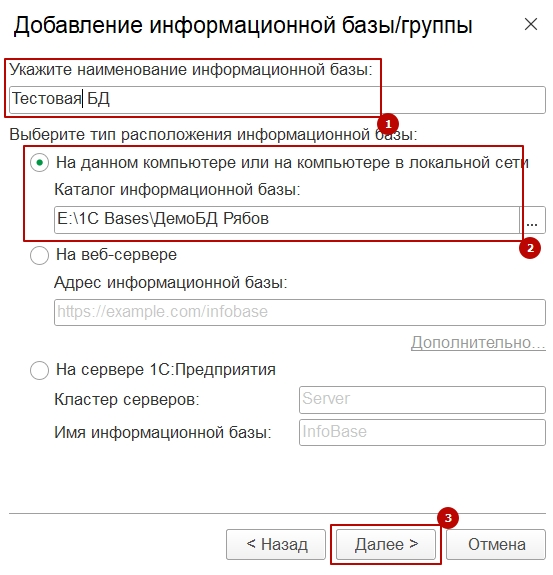 Добавление информационной базы/группы
Укажите наименование информационной базы:
Тестовая БД
1
Выберите тип расположения информационной базы:
На данном компьютере или на компьютере в локальной сети
Каталог информационной базы:
E:\1C Bases\ДемоБД Рябов ...
2
На веб-сервере
Адрес информационной базы:
https://example.com/infobase
Дополнительно...
На сервере 1С:Предприятия
Кластер серверов: Server
Имя информационной базы: InfoBase
3
< Назад Далее > Отмена